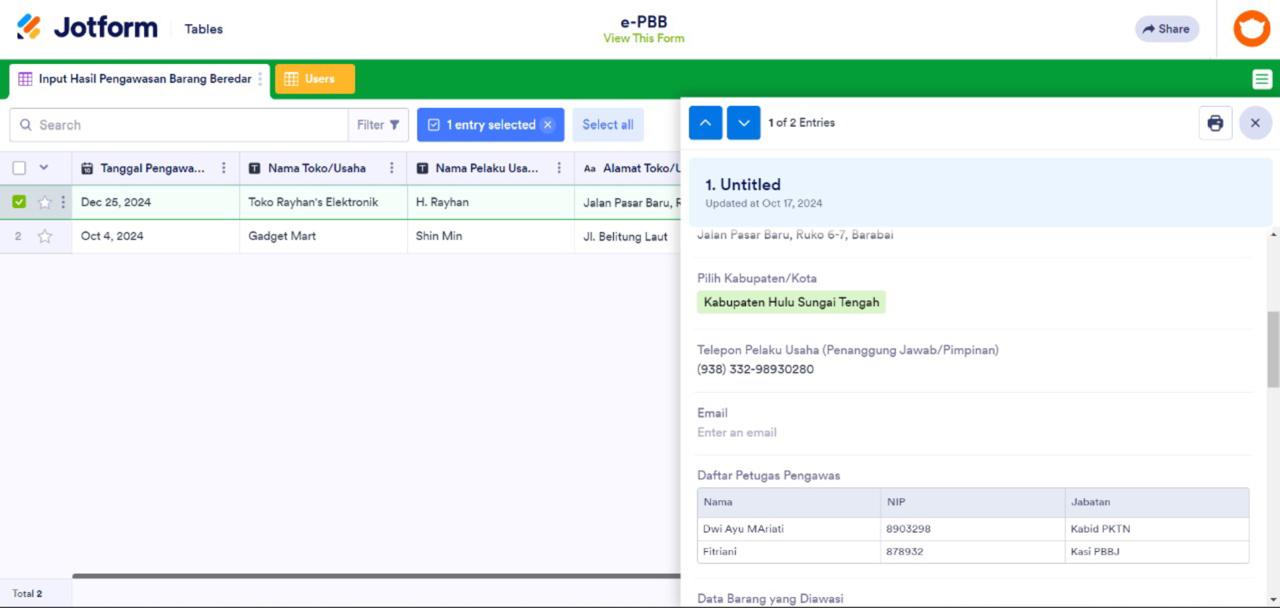 Jotform
Tables
e-PBB
View This Form
Share
Input Hasil Pengawasan Barang Beredar
Users
Search
Filter
1 entry selected
Select all
Tanggal Pengawa...
Nama Toko/Usaha
Nama Pelaku Usa...
Aa Alamat Toko/U
Dec 25, 2024
Toko Rayhan's Elektronik
H. Rayhan
Jalan Pasar Baru, R
2
Oct 4, 2024
Gadget Mart
Shin Min
Jl. Belitung Laut
Total 2
1 of 2 Entries
1. Untitled
Updated at Oct 17, 2024
Jalan Pasar Baru, Ruko 6-7, Barabai
Pilih Kabupaten/Kota
Kabupaten Hulu Sungai Tengah
Telepon Pelaku Usaha (Penanggung Jawab/Pimpinan)
(938) 332-98930280
Email
Enter an email
Daftar Petugas Pengawas
Nama NIP Jabatan
Dwi Ayu MAriati 8903298 Kabid PKTN
Fitriani 878932 Kasi PBBJ
Data Barang yang Diawasi